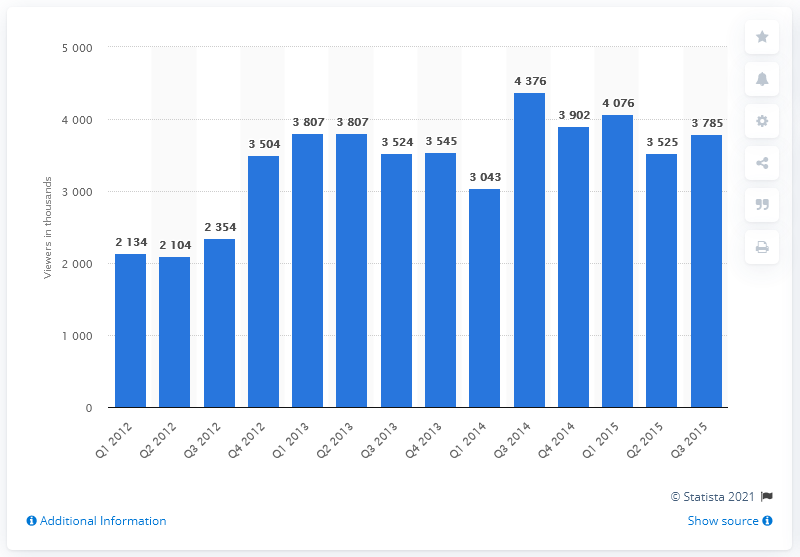 5 000
4 000
3 000
2 000
1 000
0
Viewers in thousands
2 134
2 104
2 354
3 504
3 807
3 807
3 524
3 545
3 043
4 376
3 902
4 076
3 525
3 785
Q1 2012
Q2 2012
Q3 2012
Q4 2012
Q1 2013
Q2 2013
Q3 2013
Q4 2013
Q1 2014
Q3 2014
Q4 2014
Q1 2015
Q2 2015
Q3 2015
© Statista 2021
Additional Information
Show source